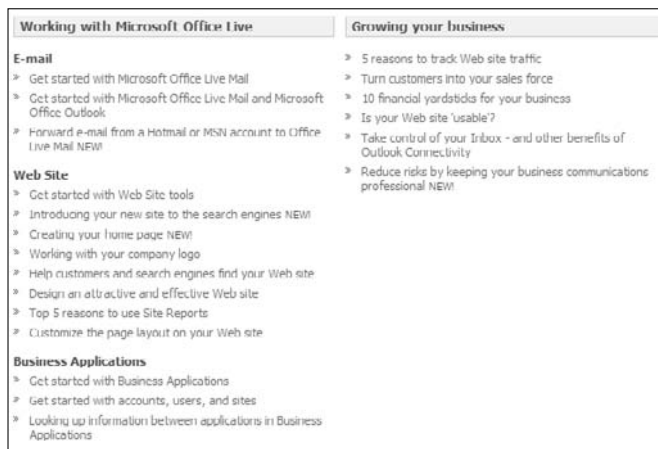 Working with Microsoft Office Live
E-mail
» Get started with Microsoft Office Live Mail
» Get started with Microsoft Office Live Mail and Microsoft
Office Outlook
» Forward e-mail from a Hotmail or MSN account to Office
Live Mail NEW!
Web Site
» Get started with Web Site tools
» Introducing your new site to the search engines NEW!
» Creating your home page NEW!
» Working with your company logo
» Help customers and search engines find your Web site
» Design an attractive and effective Web site
» Top 5 reasons to use Site Reports
» Customize the page layout on your Web site
Business Applications
» Get started with Business Applications
» Get started with accounts, users, and sites
» Looking up information between applications in Business
Applications
Growing your business
» 5 reasons to track Web site traffic
» Turn customers into your sales force
» 10 financial yardsticks for your business
» Is your Web site 'usable'?
» Take control of your Inbox - and other benefits of
Outlook Connectivity
» Reduce risks by keeping your business communications
professional NEW!